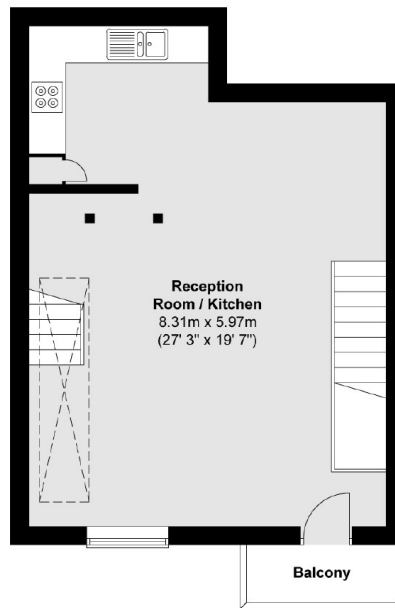 Reception
Room / Kitchen
8.31m x 5.97m
(27' 3" x 19' 7")
Balcony